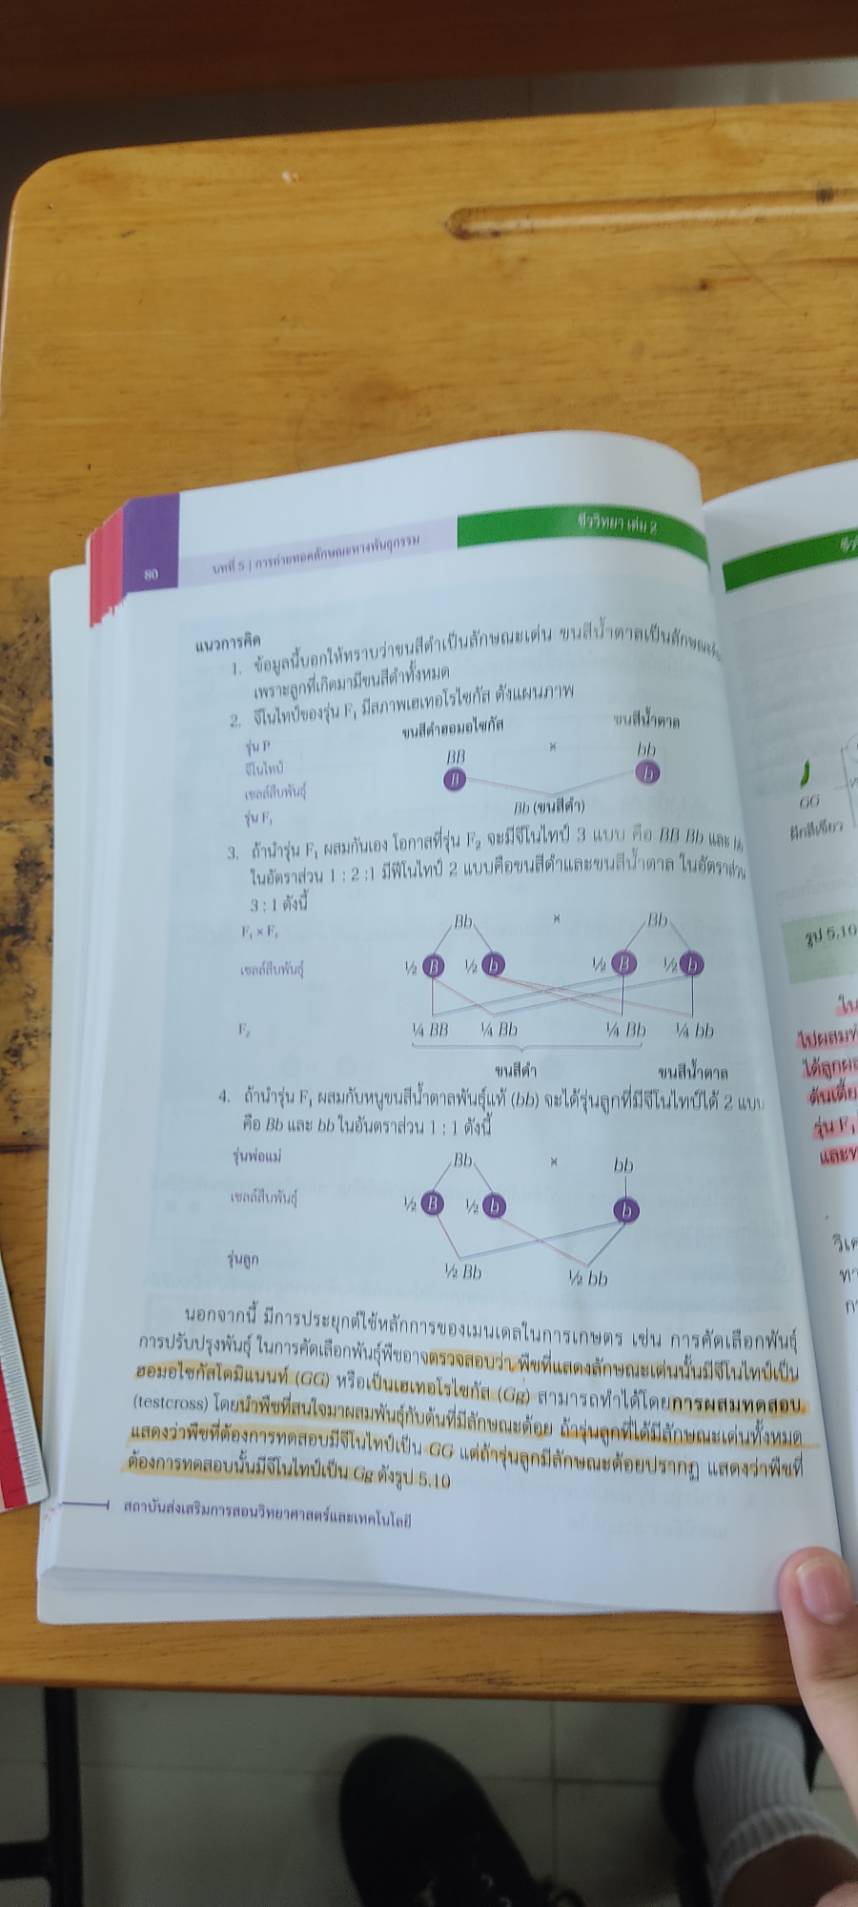 ชีววิทยา เล่ม 2
80
บทที่ 5 | การถ่ายทอดลักษณะทางพันธุกรรม
แนวการคิด
1. ข้อมูลนี้บอกให้ทราบว่าขนสีดำเป็นลักษณะเด่น ขนสีน้ำตาลเป็นลักษณะ
เพราะลูกที่เกิดมามีขนสีดำทั้งหมด
2. จีโนไทป์ของรุ่น F₁ มีสภาพเฮเทอโรไซกัส ดังแผนภาพ
รุ่น P ขนสีดำฮอมอไซกัส ขนสีน้ำตาล
จีโนไทป์ BB × bb
เซลล์สืบพันธุ์ B b
รุ่น F₁ Bb (ขนสีดำ)
3. ถ้านำรุ่น F₁ ผสมกันเอง โอกาสที่รุ่น F₂ จะมีจีโนไทป์ 3 แบบ คือ BB Bb และ
ในอัตราส่วน 1 : 2 :1 มีฟีโนไทป์ 2 แบบคือขนสีดำและขนสีน้ำตาล ในอัตราส่วน
3 : 1 ดังนี้
F₁ × F₁ Bb × Bb
เซลล์สืบพันธุ์ ½ B ½ b ½ B ½ b
F₂ ¼ BB ¼ Bb ¼ Bb ¼ bb
ขนสีดำ ขนสีน้ำตาล
4. ถ้านำรุ่น F₁ ผสมกับหนูขนสีน้ำตาลพันธุ์แท้ (bb) จะได้รุ่นลูกที่มีจีโนไทป์ได้ 2 แบบ
คือ Bb และ bb ในอัตราส่วน 1 : 1 ดังนี้
รุ่นพ่อแม่ Bb × bb
เซลล์สืบพันธุ์ ½ B ½ b b
รุ่นลูก ½ Bb ½ bb
นอกจากนี้ มีการประยุกต์ใช้หลักการของเมนเดลในการเกษตร เช่น การคัดเลือกพันธุ์
การปรับปรุงพันธุ์ ในการคัดเลือกพันธุ์พืชอาจตรวจสอบว่า พืชที่แสดงลักษณะเด่นนั้นมีจีโนไทป์เป็น
ฮอมอไซกัสโดมิแนนท์ (GG) หรือเป็นเฮเทอโรไซกัส (Gg) สามารถทำได้โดยการผสมทดสอบ
(testcross) โดยนำพืชที่สนใจมาผสมพันธุ์กับต้นที่มีลักษณะด้อย ถ้ารุ่นลูกที่ได้มีลักษณะเด่นทั้งหมด
แสดงว่าพืชที่ต้องการทดสอบมีจีโนไทป์เป็น GG แต่ถ้ารุ่นลูกมีลักษณะด้อยปรากฏ แสดงว่าพืชที่
ต้องการทดสอบนั้นมีจีโนไทป์เป็น Gg ดังรูป 5.10
สถาบันส่งเสริมการสอนวิทยาศาสตร์และเทคโนโลยี
GG
ฝักสีเขียว
รูป 5.10
ใน
ไปผสม
รุ่น F₁